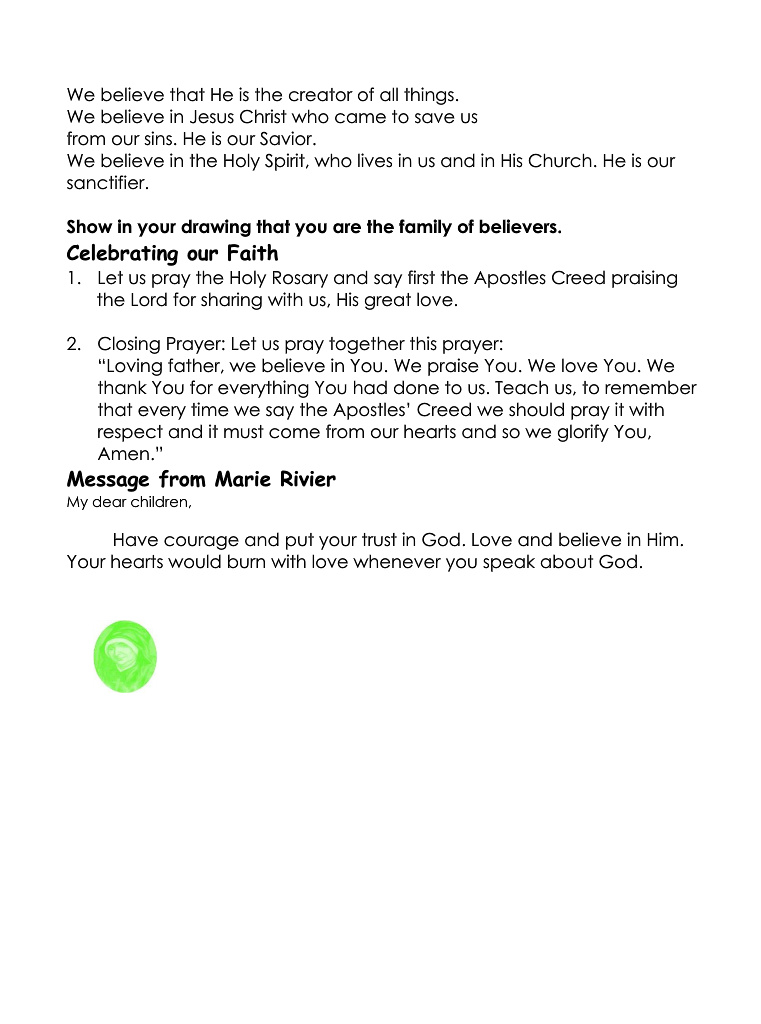 We believe that He is the creator of all things.
We believe in Jesus Christ who came to save us
from our sins. He is our Savior.
We believe in the Holy Spirit, who lives in us and in His Church. He is our
sanctifier.
Show in your drawing that you are the family of believers.
Celebrating our Faith
1. Let us pray the Holy Rosary and say first the Apostles Creed praising
the Lord for sharing with us, His great love.
2. Closing Prayer: Let us pray together this prayer:
“Loving father, we believe in You. We praise You. We love You. We
thank You for everything You had done to us. Teach us, to remember
that every time we say the Apostles’ Creed we should pray it with
respect and it must come from our hearts and so we glorify You,
Amen.”
Message from Marie Rivier
My dear children,
Have courage and put your trust in God. Love and believe in Him.
Your hearts would burn with love whenever you speak about God.